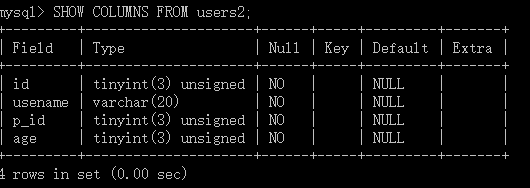 mysql> SHOW COLUMNS FROM users2;
+---------+---------------------+------+-----+---------+-------+
| Field | Type | Null | Key | Default | Extra |
+---------+---------------------+------+-----+---------+-------+
| id | tinyint(3) unsigned | NO | | NULL | |
| usename | varchar(20) | NO | | NULL | |
| p_id | tinyint(3) unsigned | NO | | NULL | |
| age | tinyint(3) unsigned | NO | | NULL | |
+---------+---------------------+------+-----+---------+-------+
4 rows in set (0.00 sec)